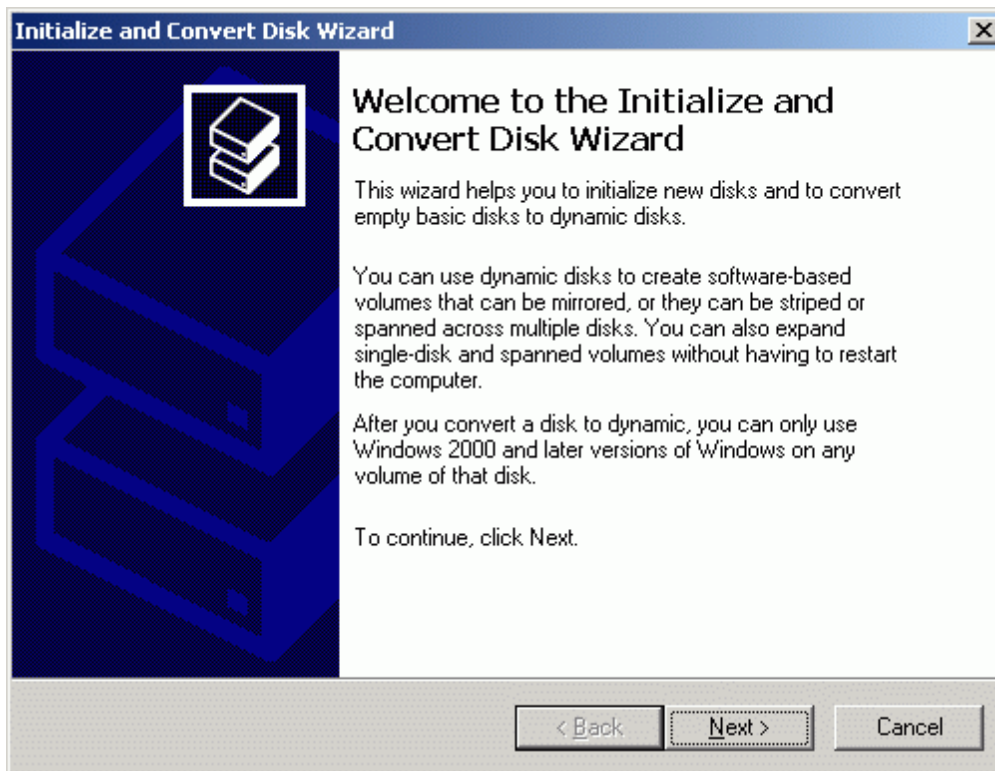 Initialize and Convert Disk Wizard
Welcome to the Initialize and
Convert Disk Wizard
This wizard helps you to initialize new disks and to convert
empty basic disks to dynamic disks.
You can use dynamic disks to create software-based
volumes that can be mirrored, or they can be striped or
spanned across multiple disks. You can also expand
single-disk and spanned volumes without having to restart
the computer.
After you convert a disk to dynamic, you can only use
Windows 2000 and later versions of Windows on any
volume of that disk.
To continue, click Next.
< Back Next > Cancel